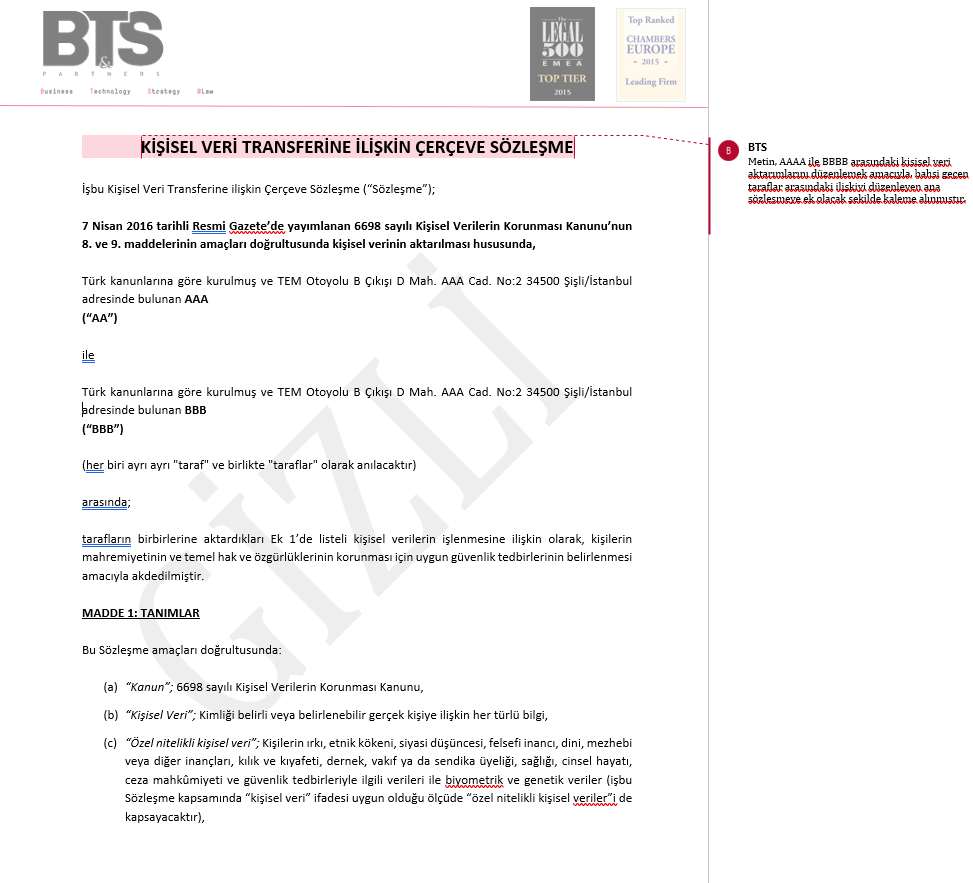 BT&S
PARTNERS
Business Technology Strategy @Law
The
LEGAL
500
EMEA
TOP TIER
2015
Top Ranked
CHAMBERS
EUROPE
- 2015 -
Leading Firm
KİŞİSEL VERİ TRANSFERİNE İLİŞKİN ÇERÇEVE SÖZLEŞME
B
BTS
Metin, AAAA ile BBBB arasındaki kişisel veri
aktarımlarını düzenlemek amacıyla, bahsi geçen
taraflar arasındaki ilişkiyi düzenleyen ana
sözleşmeye ek olacak şekilde kaleme alınmıştır.
İşbu Kişisel Veri Transferine ilişkin Çerçeve Sözleşme (“Sözleşme”);
7 Nisan 2016 tarihli Resmi Gazete’de yayımlanan 6698 sayılı Kişisel Verilerin Korunması Kanunu’nun
8. ve 9. maddelerinin amaçları doğrultusunda kişisel verinin aktarılması hususunda,
Türk kanunlarına göre kurulmuş ve TEM Otoyolu B Çıkışı D Mah. AAA Cad. No:2 34500 Şişli/İstanbul
adresinde bulunan AAA
(“AA”)
ile
Türk kanunlarına göre kurulmuş ve TEM Otoyolu B Çıkışı D Mah. AAA Cad. No:2 34500 Şişli/İstanbul
adresinde bulunan BBB
(“BBB”)
(her biri ayrı ayrı "taraf" ve birlikte "taraflar" olarak anılacaktır)
arasında;
tarafların birbirlerine aktardıkları Ek 1’de listeli kişisel verilerin işlenmesine ilişkin olarak, kişilerin
mahremiyetinin ve temel hak ve özgürlüklerinin korunması için uygun güvenlik tedbirlerinin belirlenmesi
amacıyla akdedilmiştir.
MADDE 1: TANIMLAR
Bu Sözleşme amaçları doğrultusunda:
(a) “Kanun”; 6698 sayılı Kişisel Verilerin Korunması Kanunu,
(b) “Kişisel Veri”; Kimliği belirli veya belirlenebilir gerçek kişiye ilişkin her türlü bilgi,
(c) “Özel nitelikli kişisel veri”; Kişilerin ırkı, etnik kökeni, siyasi düşüncesi, felsefi inancı, dini, mezhebi
veya diğer inançları, kılık ve kıyafeti, dernek, vakıf ya da sendika üyeliği, sağlığı, cinsel hayatı,
ceza mahkûmiyeti ve güvenlik tedbirleriyle ilgili verileri ile biyometrik ve genetik veriler (işbu
Sözleşme kapsamında “kişisel veri” ifadesi uygun olduğu ölçüde “özel nitelikli kişisel veriler”i de
kapsayacaktır),
GİZLİ